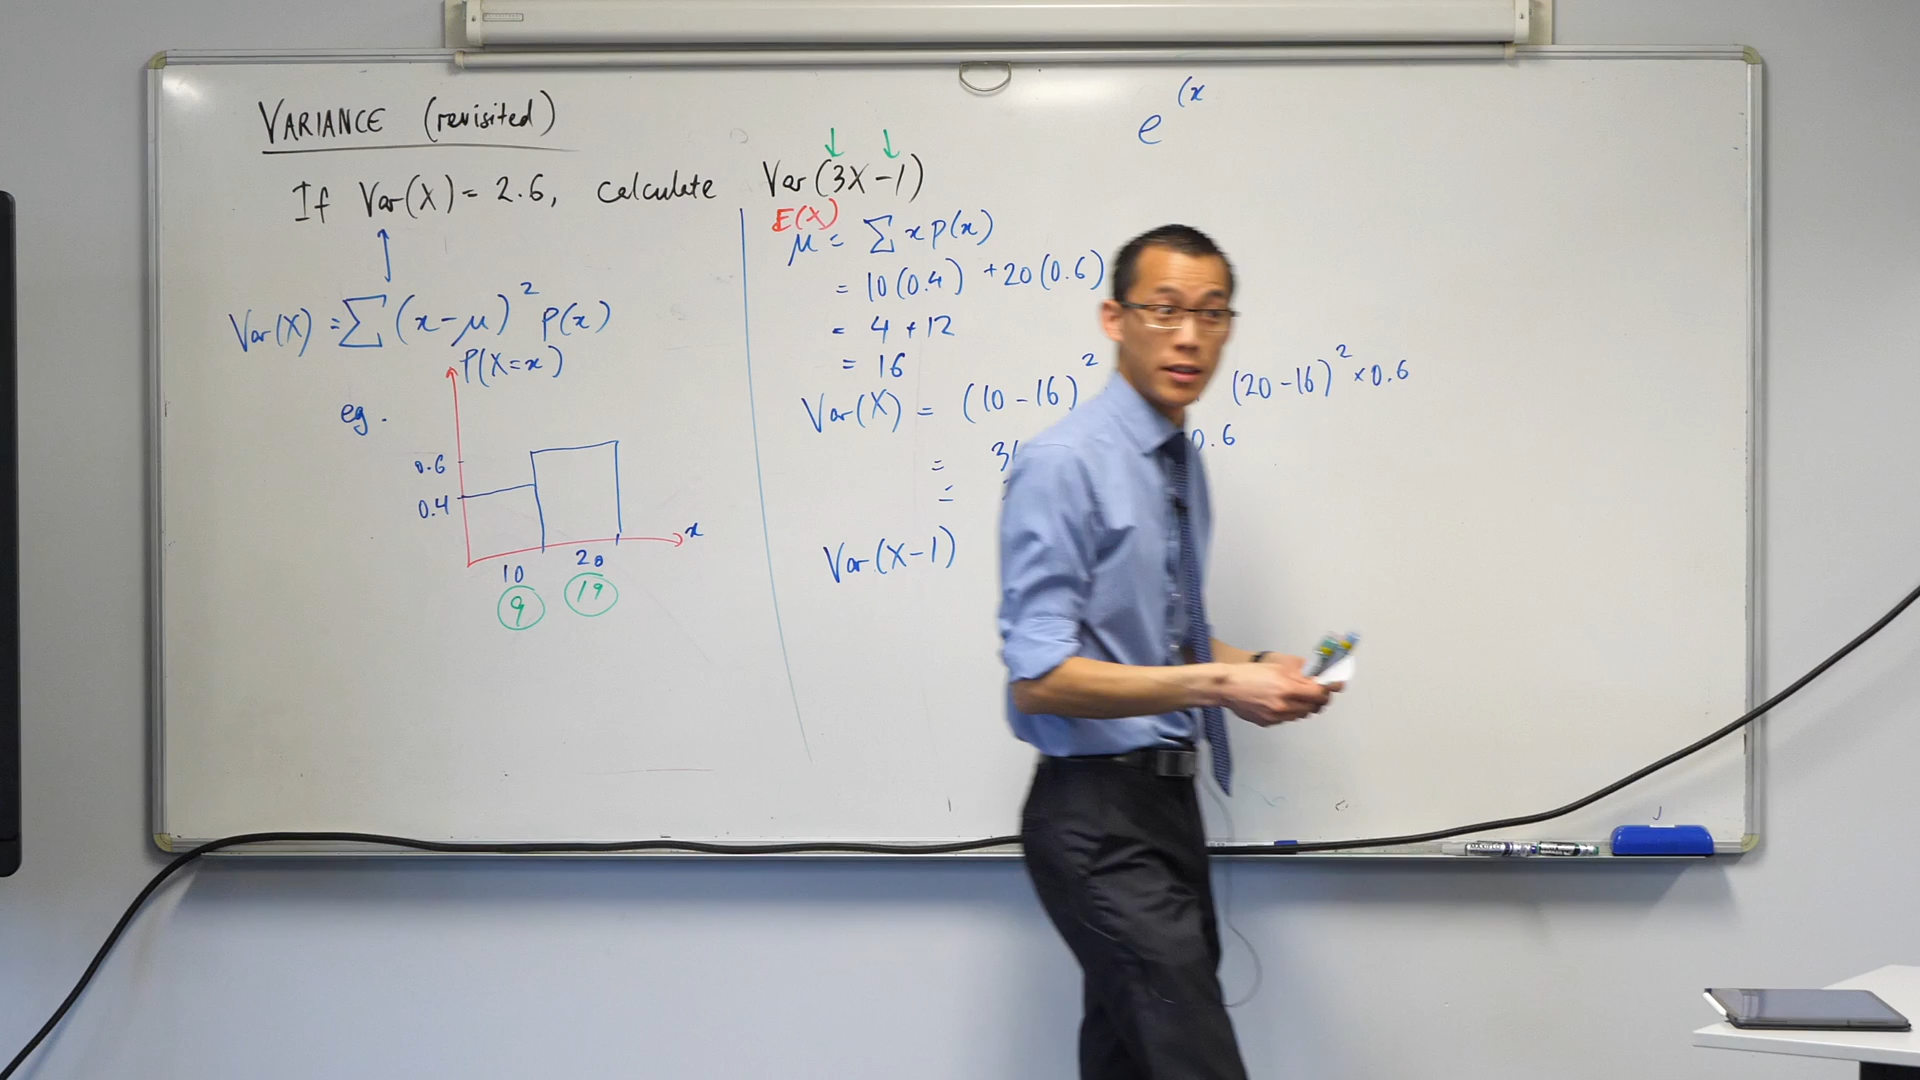 VARIANCE (revisited)
If Var(X) = 2.6, calculate Var(3X-1)
Var(X) = ∑(x-μ)² P(x)
eg.
P(X=x)
0.6
0.4
x
10 20
9 19
E(X)
μ = ∑ x P(x)
= 10(0.4) + 20(0.6)
= 4 + 12
= 16
Var(X) = (10-16)² (20-16)² × 0.6
= 0.6
=
Var(X-1)
e^(x